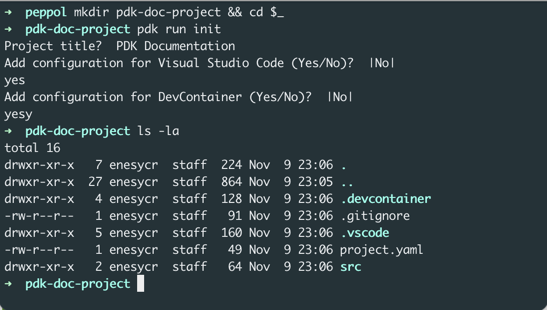 → peppol mkdir pdk-doc-project && cd $_
→ pdk-doc-project pdk run init
Project title?  PDK Documentation
Add configuration for Visual Studio Code (Yes/No)?  |No|
yes
Add configuration for DevContainer (Yes/No)?  |No|
yesy
→ pdk-doc-project ls -la
total 16
drwxr-xr-x   7 enesycr  staff  224 Nov  9 23:06 .
drwxr-xr-x  27 enesycr  staff  864 Nov  9 23:05 ..
drwxr-xr-x   4 enesycr  staff  128 Nov  9 23:06 .devcontainer
-rw-r--r--   1 enesycr  staff   91 Nov  9 23:06 .gitignore
drwxr-xr-x   5 enesycr  staff  160 Nov  9 23:06 .vscode
-rw-r--r--   1 enesycr  staff   49 Nov  9 23:06 project.yaml
drwxr-xr-x   2 enesycr  staff   64 Nov  9 23:06 src
→ pdk-doc-project